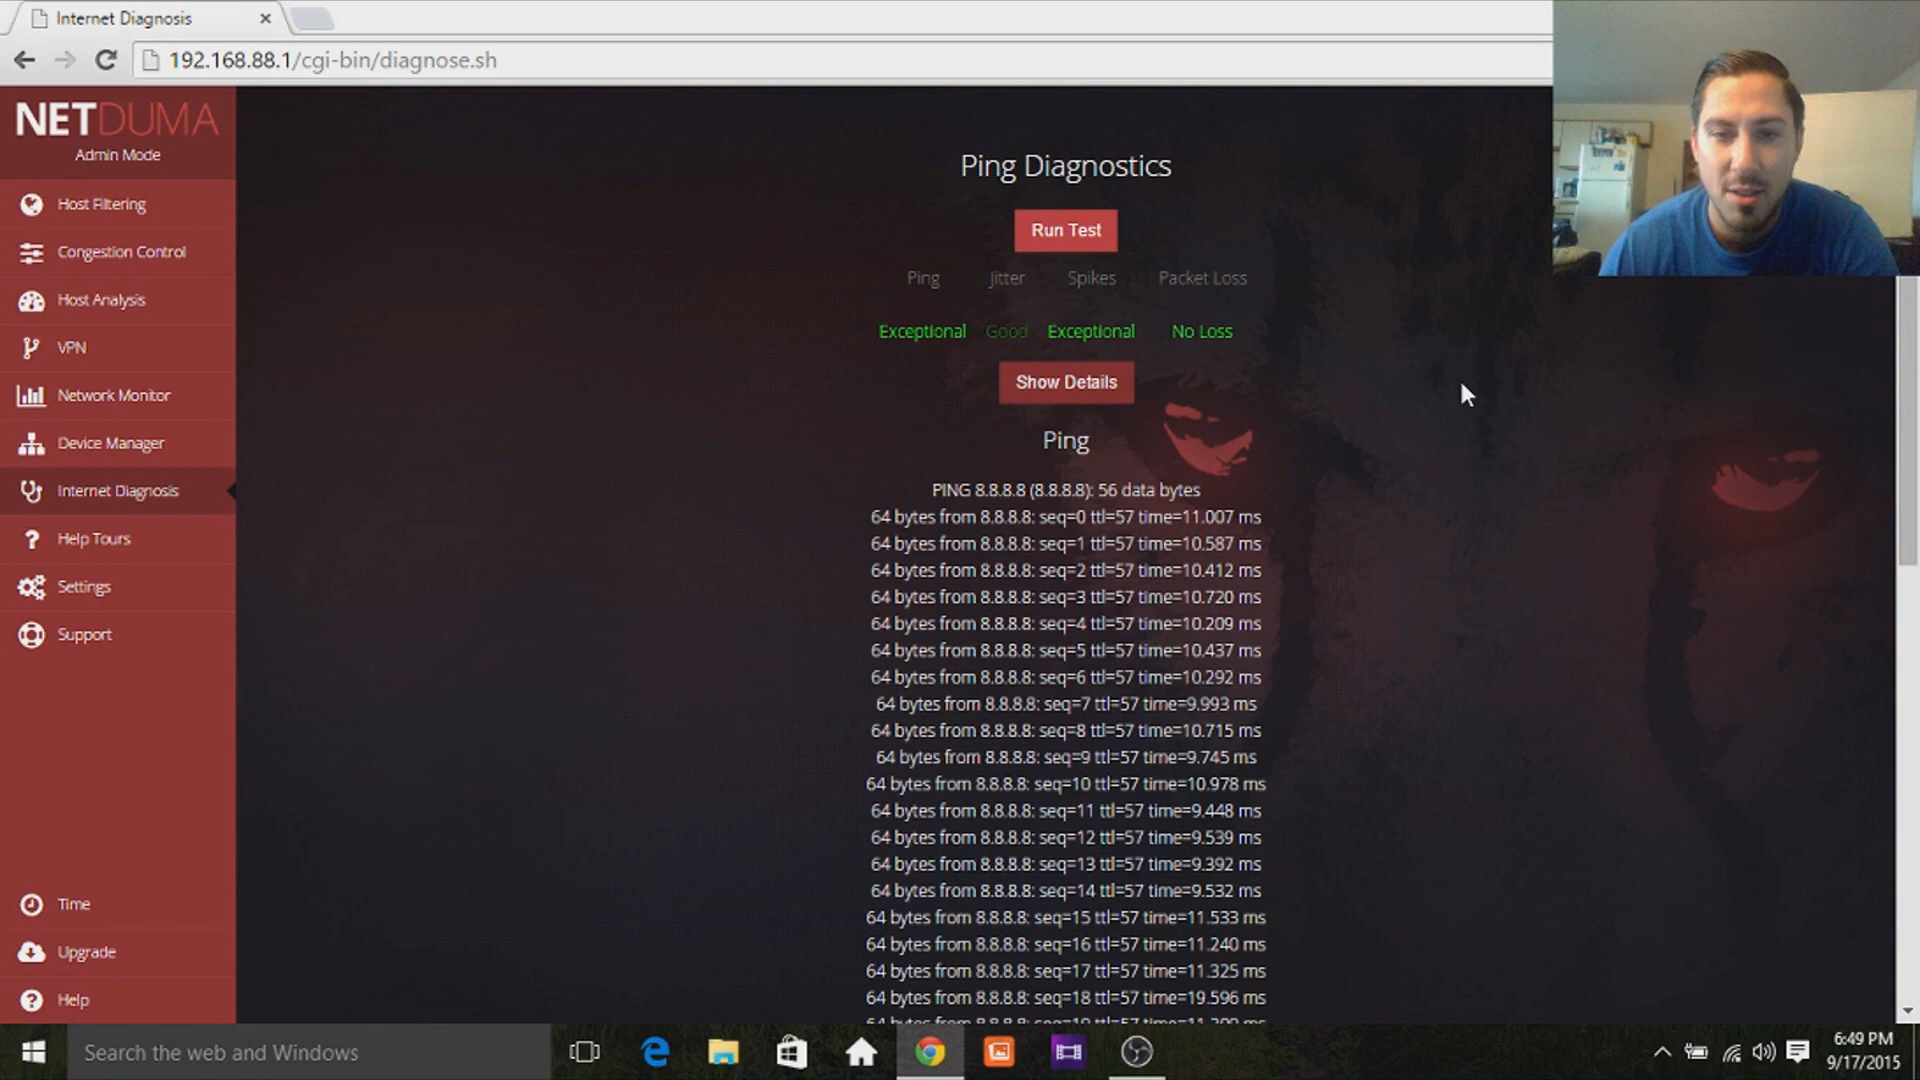 Internet Diagnosis
192.168.88.1/cgi-bin/diagnose.sh
NETDUMA
Admin Mode
Host Filtering
Congestion Control
Host Analysis
VPN
Network Monitor
Device Manager
Internet Diagnosis
Help Tours
Settings
Support
Time
Upgrade
Help
Ping Diagnostics
Run Test
Ping Jitter Spikes Packet Loss
Exceptional Good Exceptional No Loss
Show Details
Ping
PING 8.8.8.8 (8.8.8.8): 56 data bytes
64 bytes from 8.8.8.8: seq=0 ttl=57 time=11.007 ms
64 bytes from 8.8.8.8: seq=1 ttl=57 time=10.587 ms
64 bytes from 8.8.8.8: seq=2 ttl=57 time=10.412 ms
64 bytes from 8.8.8.8: seq=3 ttl=57 time=10.720 ms
64 bytes from 8.8.8.8: seq=4 ttl=57 time=10.209 ms
64 bytes from 8.8.8.8: seq=5 ttl=57 time=10.437 ms
64 bytes from 8.8.8.8: seq=6 ttl=57 time=10.292 ms
64 bytes from 8.8.8.8: seq=7 ttl=57 time=9.993 ms
64 bytes from 8.8.8.8: seq=8 ttl=57 time=10.715 ms
64 bytes from 8.8.8.8: seq=9 ttl=57 time=9.745 ms
64 bytes from 8.8.8.8: seq=10 ttl=57 time=10.978 ms
64 bytes from 8.8.8.8: seq=11 ttl=57 time=9.448 ms
64 bytes from 8.8.8.8: seq=12 ttl=57 time=9.539 ms
64 bytes from 8.8.8.8: seq=13 ttl=57 time=9.392 ms
64 bytes from 8.8.8.8: seq=14 ttl=57 time=9.532 ms
64 bytes from 8.8.8.8: seq=15 ttl=57 time=11.533 ms
64 bytes from 8.8.8.8: seq=16 ttl=57 time=11.240 ms
64 bytes from 8.8.8.8: seq=17 ttl=57 time=11.325 ms
64 bytes from 8.8.8.8: seq=18 ttl=57 time=19.596 ms
Search the web and Windows
6:49 PM
9/17/2015